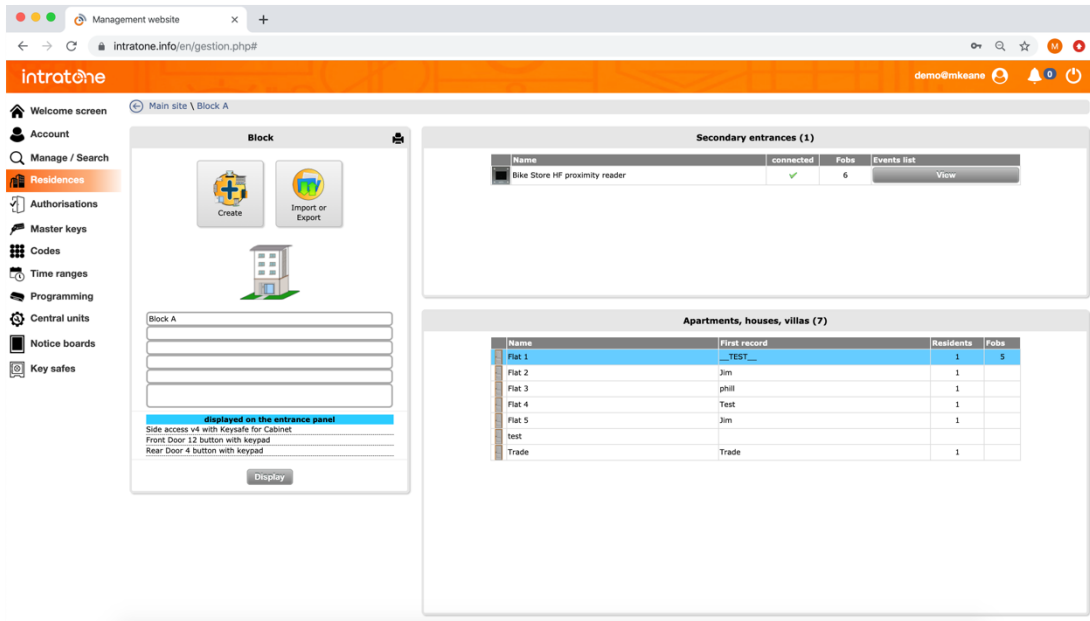 Management website
intratone.info/en/gestion.php#
M
intratone
demo@mkeane
0
Welcome screen
Account
Manage / Search
Residences
Authorisations
Master keys
Codes
Time ranges
Programming
Central units
Notice boards
Key safes
Main site \ Block A
Block
Create
Import or
Export
Block A
displayed on the entrance panel
Side access v4 with Keysafe for Cabinet
Front Door 12 button with keypad
Rear Door 4 button with keypad
Display
Secondary entrances (1)
Name connected Fobs Events list
Bike Store HF proximity reader 6 View
Apartments, houses, villas (7)
Name First record Residents Fobs
Flat 1 __TEST__ 1 5
Flat 2 Jim 1
Flat 3 phill 1
Flat 4 Test 1
Flat 5 Jim 1
test
Trade Trade 1